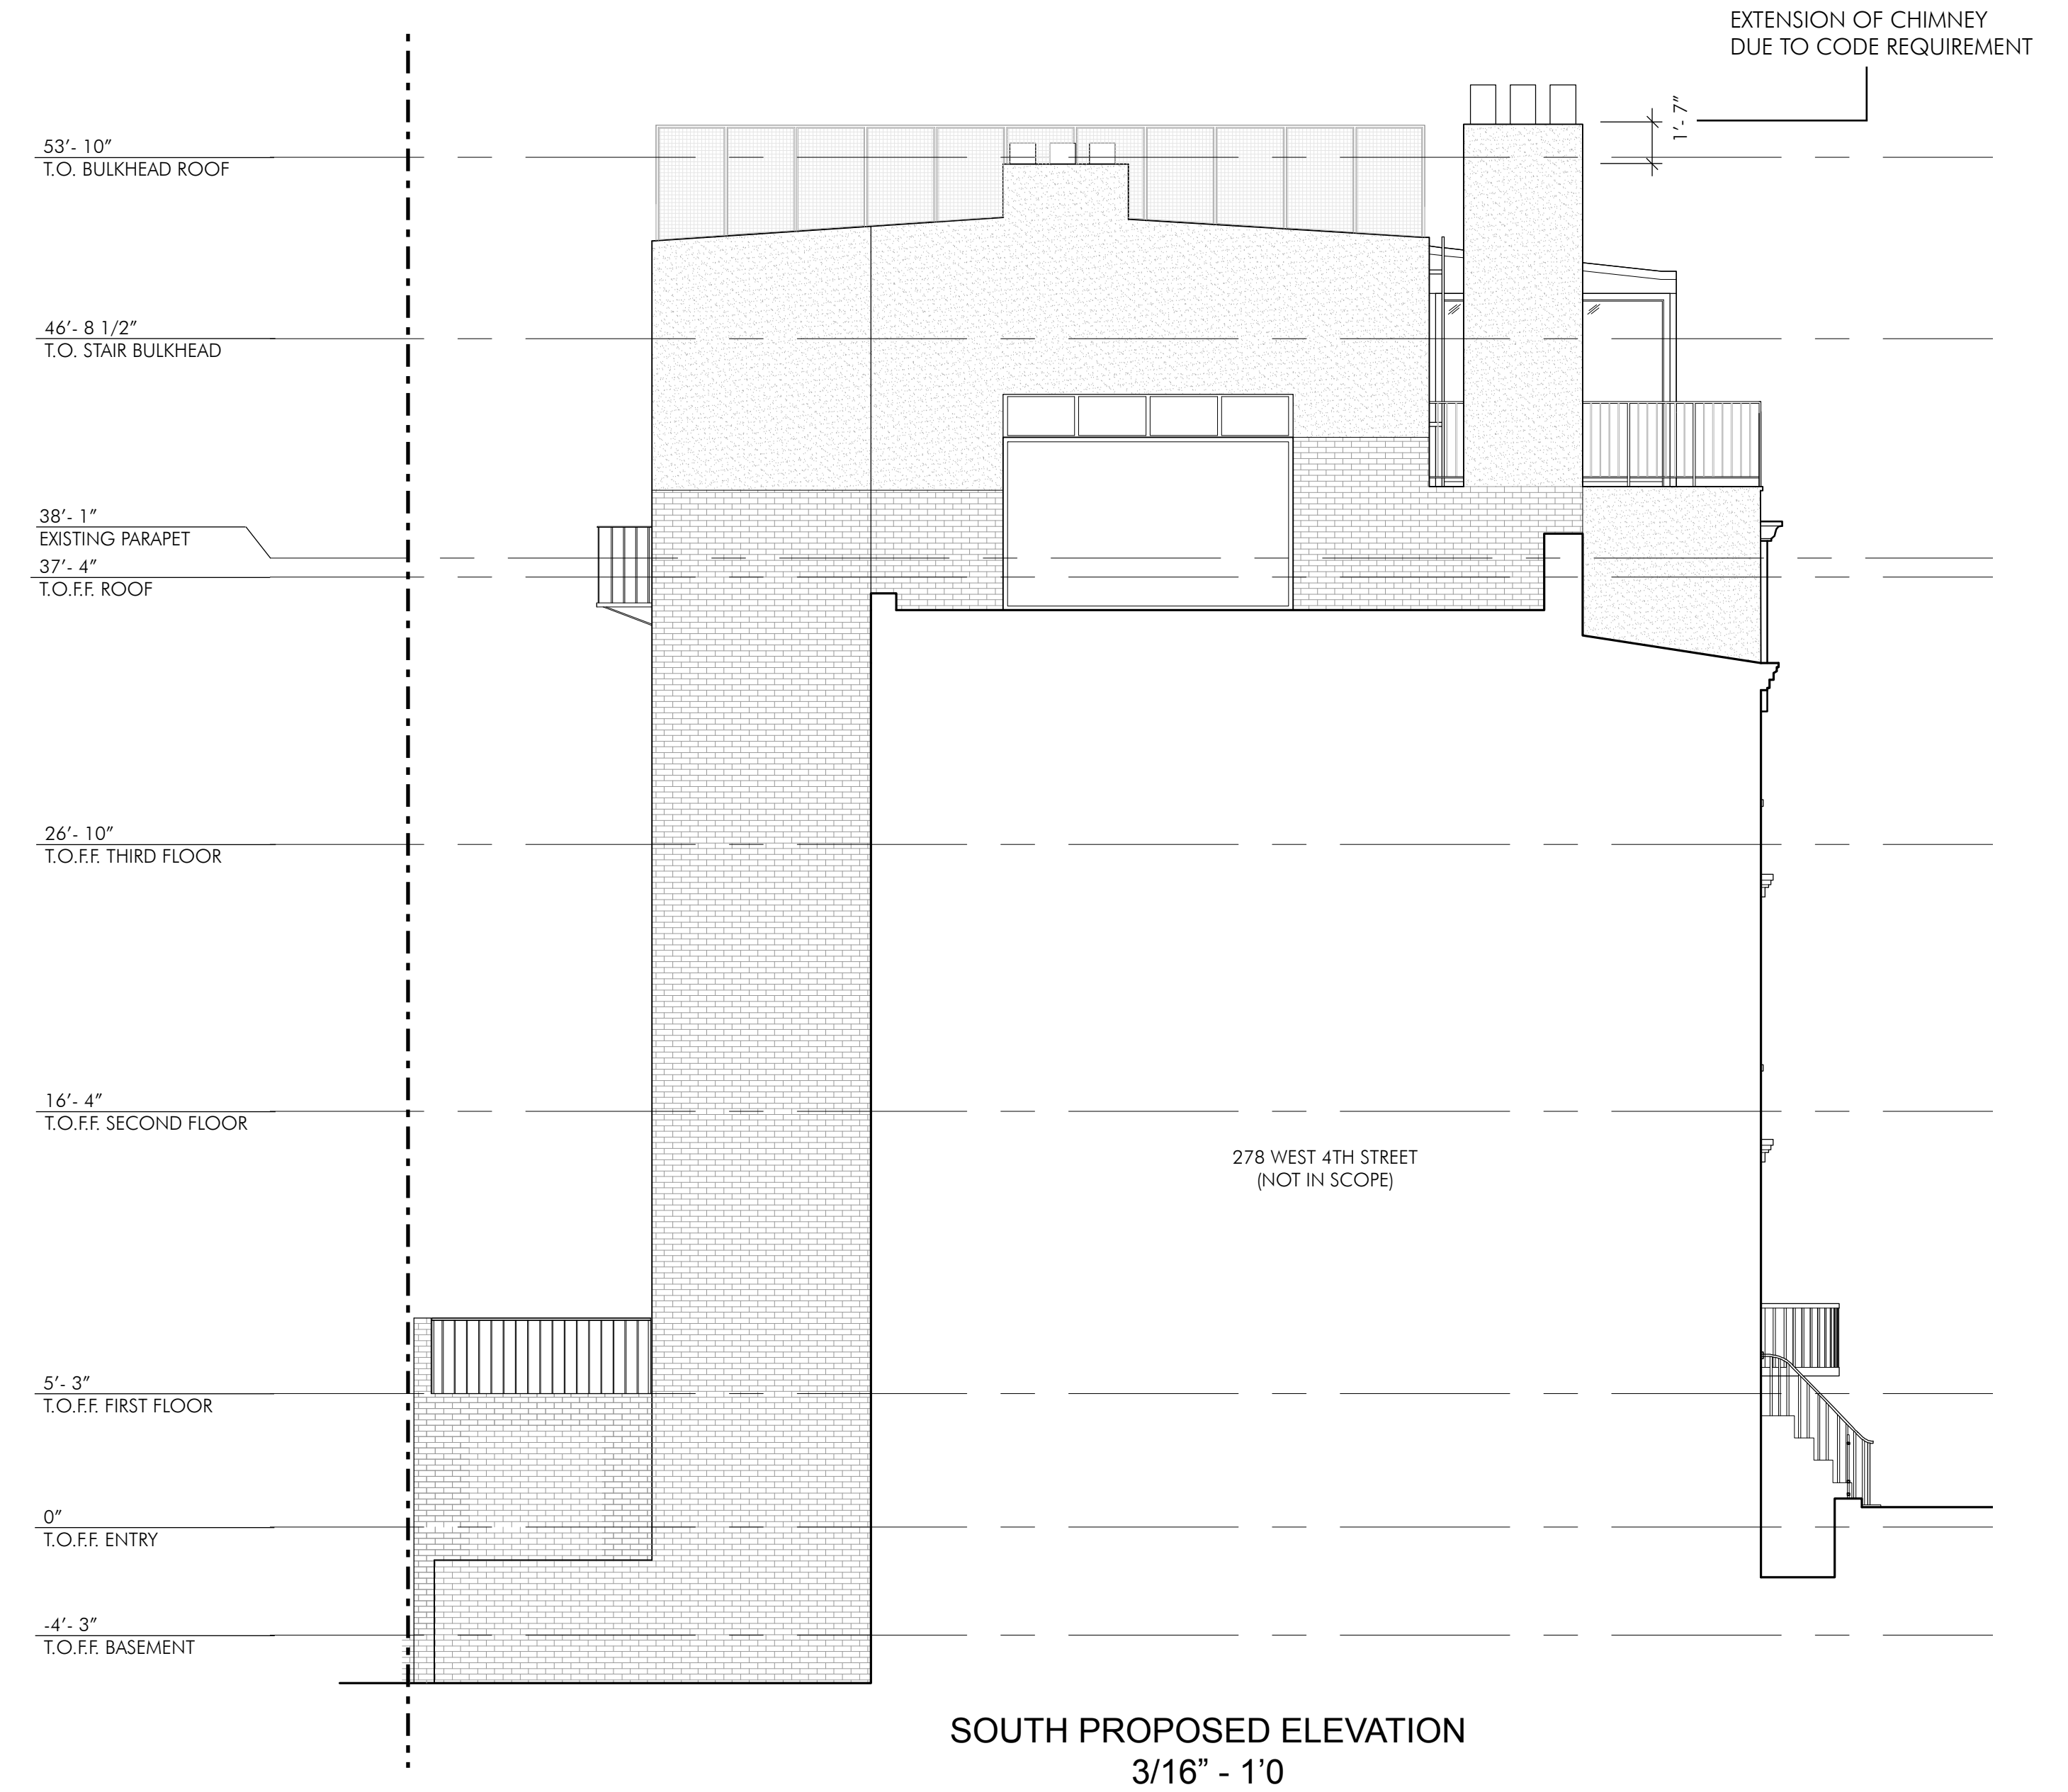 EXTENSION OF CHIMNEY
DUE TO CODE REQUIREMENT
1’- 7”
53’- 10”
T.O. BULKHEAD ROOF
46’- 8 1/2”
T.O. STAIR BULKHEAD
38’- 1”
EXISTING PARAPET
37’- 4”
T.O.F.F. ROOF
26’- 10”
T.O.F.F. THIRD FLOOR
16’- 4”
T.O.F.F. SECOND FLOOR
278 WEST 4TH STREET
(NOT IN SCOPE)
5’- 3”
T.O.F.F. FIRST FLOOR
0”
T.O.F.F. ENTRY
-4’- 3”
T.O.F.F. BASEMENT
SOUTH PROPOSED ELEVATION
3/16” - 1’0